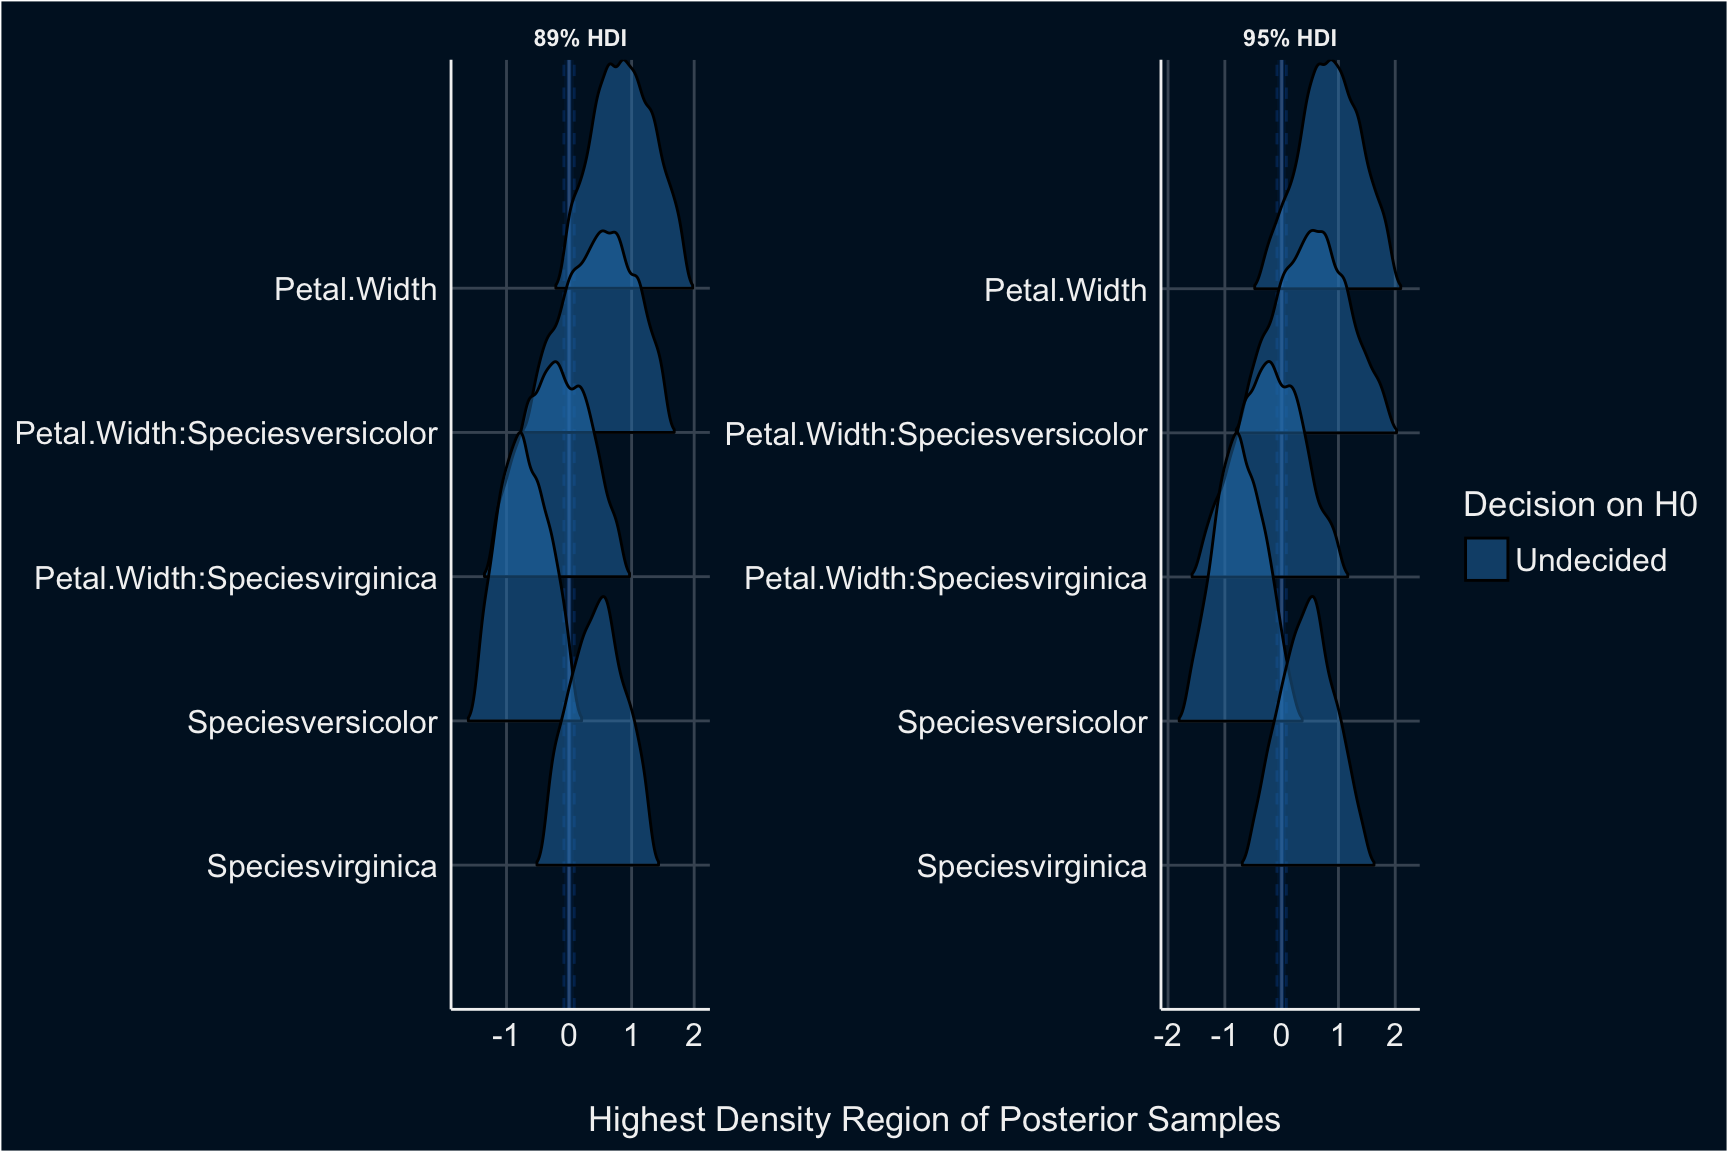 89% HDI
Petal.Width
Petal.Width:Speciesversicolor
Petal.Width:Speciesvirginica
Speciesversicolor
Speciesvirginica
-1 0 1 2
95% HDI
Petal.Width
Petal.Width:Speciesversicolor
Petal.Width:Speciesvirginica
Speciesversicolor
Speciesvirginica
-2 -1 0 1 2
Decision on H0
Undecided
Highest Density Region of Posterior Samples